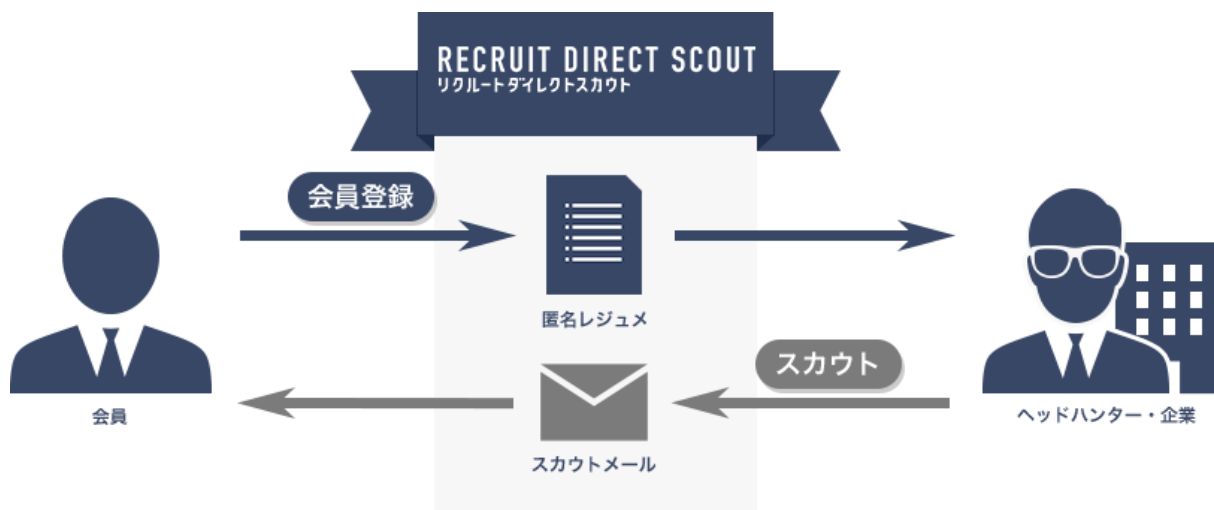 RECRUIT DIRECT SCOUT
リクルートダイレクトスカウト
会員登録
匿名レジュメ
スカウト
会員
ヘッドハンター・企業
スカウトメール